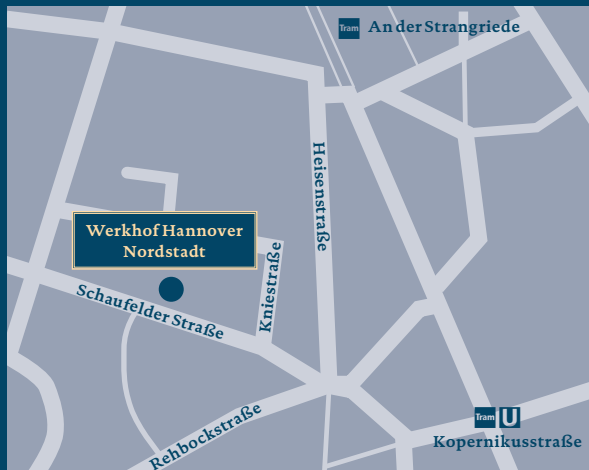 Tram An der Strangriede
Heisenstraße
Werkhof Hannover
Nordstadt
Kniestraße
Schaufelder Straße
Rehbockstraße
Tram U
Kopernikusstraße